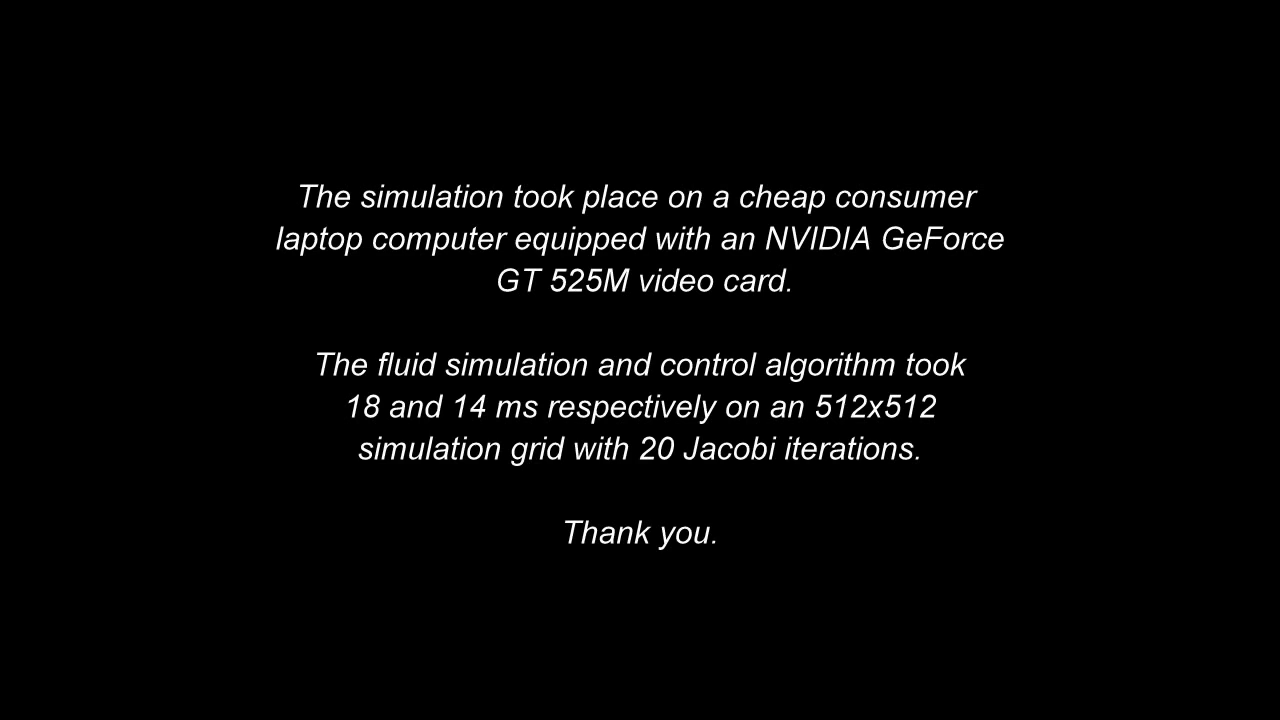 The simulation took place on a cheap consumer
laptop computer equipped with an NVIDIA GeForce
GT 525M video card.
The fluid simulation and control algorithm took
18 and 14 ms respectively on an 512x512
simulation grid with 20 Jacobi iterations.
Thank you.